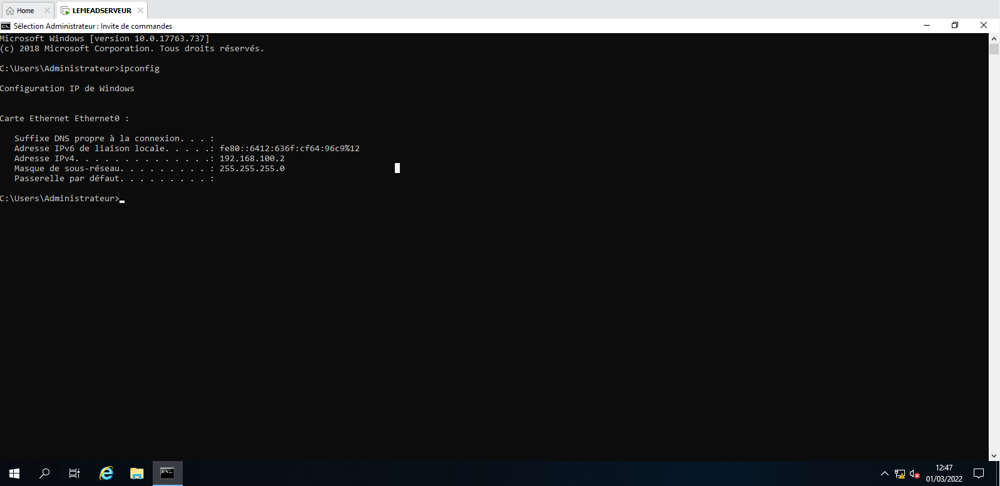 Home
LEMEADSERVEUR
Sélection Administrateur : Invite de commandes
Microsoft Windows [version 10.0.17763.737]
(c) 2018 Microsoft Corporation. Tous droits réservés.
C:\Users\Administrateur>ipconfig
Configuration IP de Windows
Carte Ethernet Ethernet0 :
Suffixe DNS propre à la connexion. . . :
Adresse IPv6 de liaison locale. . . . .: fe80::6412:636f:cf64:96c9%12
Adresse IPv4. . . . . . . . . . . . . .: 192.168.100.2
Masque de sous-réseau. . . . . . . . . : 255.255.255.0
Passerelle par défaut. . . . . . . . . :
C:\Users\Administrateur>
12:47
01/03/2022